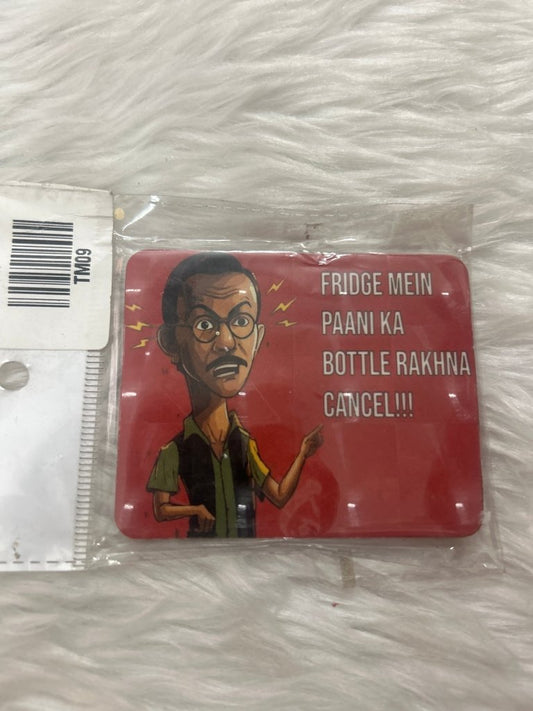 TM09
FRIDGE MEIN
PAANI KA
BOTTLE RAKHNA
CANCEL!!!